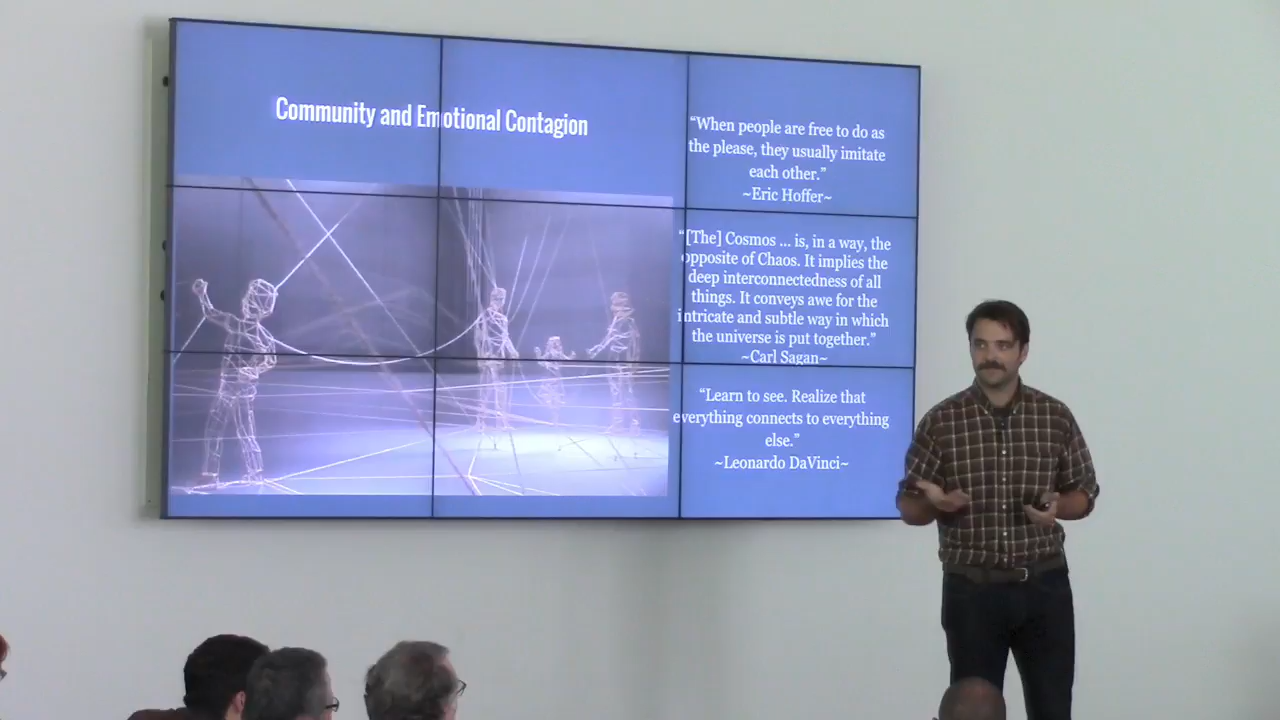 Community and Emotional Contagion
“When people are free to do as
the please, they usually imitate
each other.”
~Eric Hoffer~
“[The] Cosmos ... is, in a way, the
opposite of Chaos. It implies the
deep interconnectedness of all
things. It conveys awe for the
intricate and subtle way in which
the universe is put together.”
~Carl Sagan~
“Learn to see. Realize that
everything connects to everything
else.”
~Leonardo DaVinci~